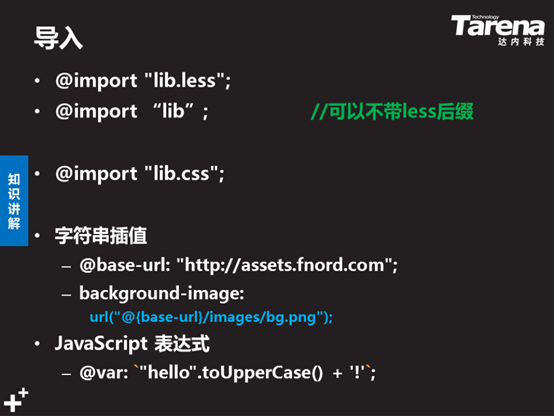 导入
Technology
Tarena
达内科技
• @import "lib.less";
• @import “lib” ; //可以不带less后缀
• @import "lib.css";
知识讲解
• 字符串插值
– @base-url: "http://assets.fnord.com";
– background-image:
url("@{base-url}/images/bg.png");
• JavaScript 表达式
– @var: `"hello".toUpperCase() + '!'`;